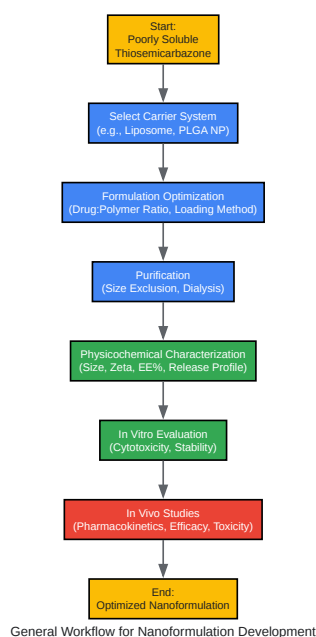 Start:
Poorly Soluble
Thiosemicarbazone
Select Carrier System
(e.g., Liposome, PLGA NP)
Formulation Optimization
(Drug:Polymer Ratio, Loading Method)
Purification
(Size Exclusion, Dialysis)
Physicochemical Characterization
(Size, Zeta, EE%, Release Profile)
In Vitro Evaluation
(Cytotoxicity, Stability)
In Vivo Studies
(Pharmacokinetics, Efficacy, Toxicity)
End:
Optimized Nanoformulation
General Workflow for Nanoformulation Development